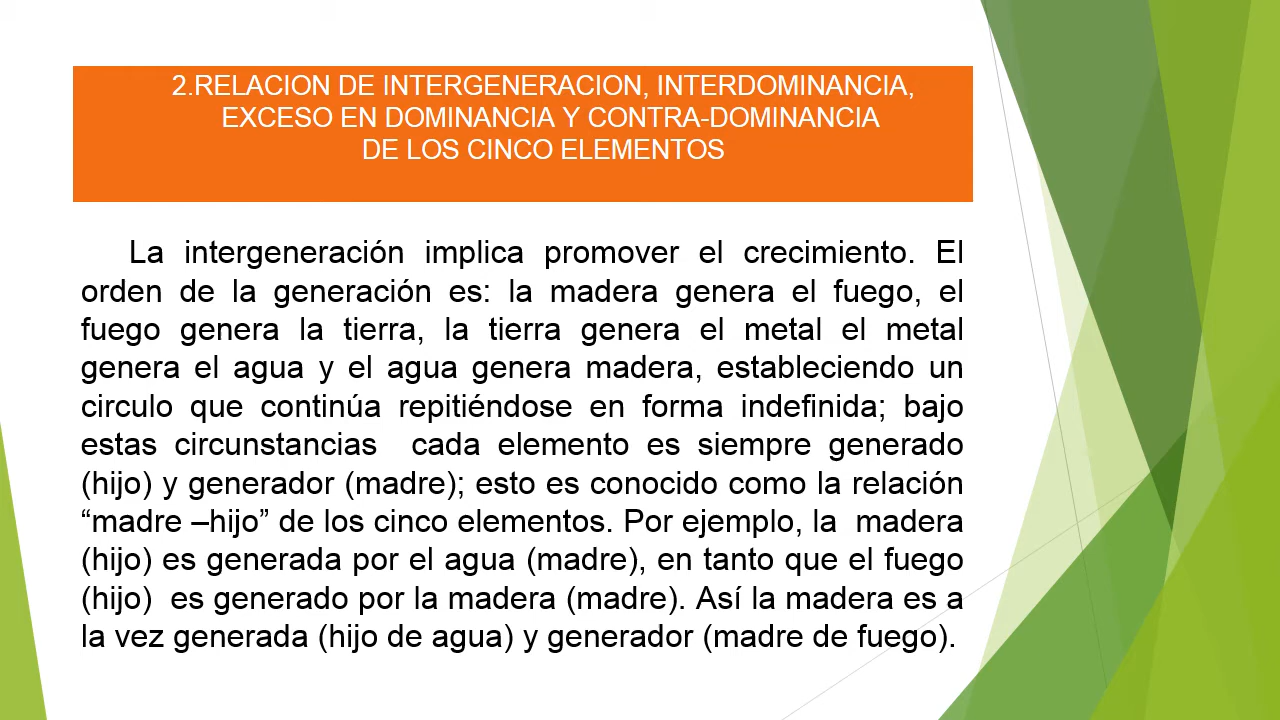 2.RELACION DE INTERGENERACION, INTERDOMINANCIA,
EXCESO EN DOMINANCIA Y CONTRA-DOMINANCIA
DE LOS CINCO ELEMENTOS
La intergeneración implica promover el crecimiento. El
orden de la generación es: la madera genera el fuego, el
fuego genera la tierra, la tierra genera el metal el metal
genera el agua y el agua genera madera, estableciendo un
circulo que continúa repitiéndose en forma indefinida; bajo
estas circunstancias  cada elemento es siempre generado
(hijo) y generador (madre); esto es conocido como la relación
“madre –hijo” de los cinco elementos. Por ejemplo, la  madera
(hijo) es generada por el agua (madre), en tanto que el fuego
(hijo)  es generado por la madera (madre). Así la madera es a
la vez generada (hijo de agua) y generador (madre de fuego).